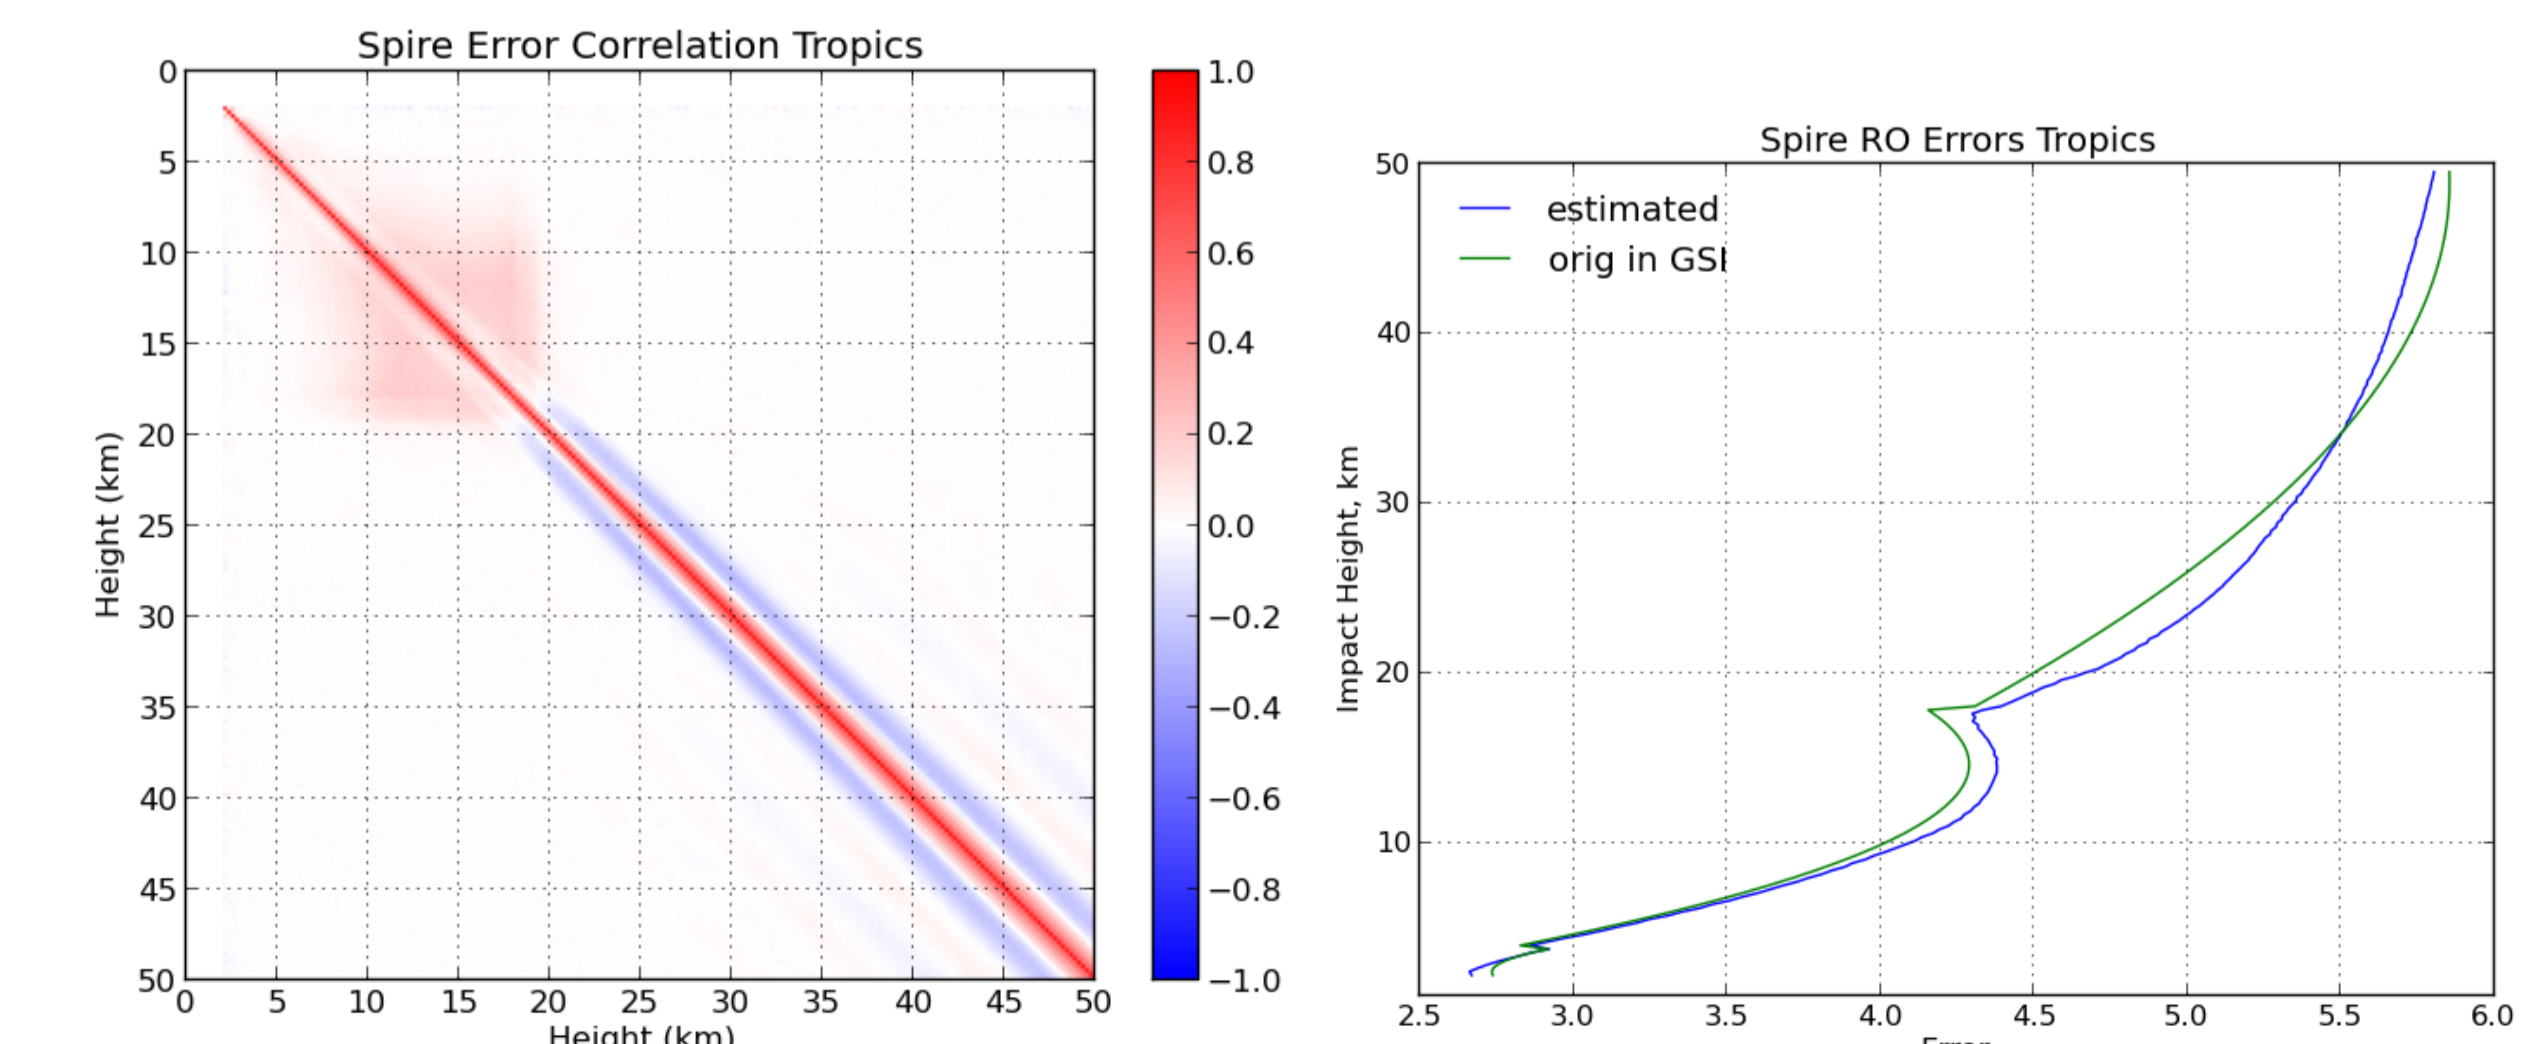 Spire Error Correlation Tropics
0
5
10
15
20
25
30
35
40
45
50
Height (km)
0 5 10 15 20 25 30 35 40 45 50
Height (km)
1.0
0.8
0.6
0.4
0.2
0.0
−0.2
−0.4
−0.6
−0.8
−1.0
Spire RO Errors Tropics
estimated
orig in GSI
50
40
30
20
10
Impact Height, km
2.5 3.0 3.5 4.0 4.5 5.0 5.5 6.0
Error